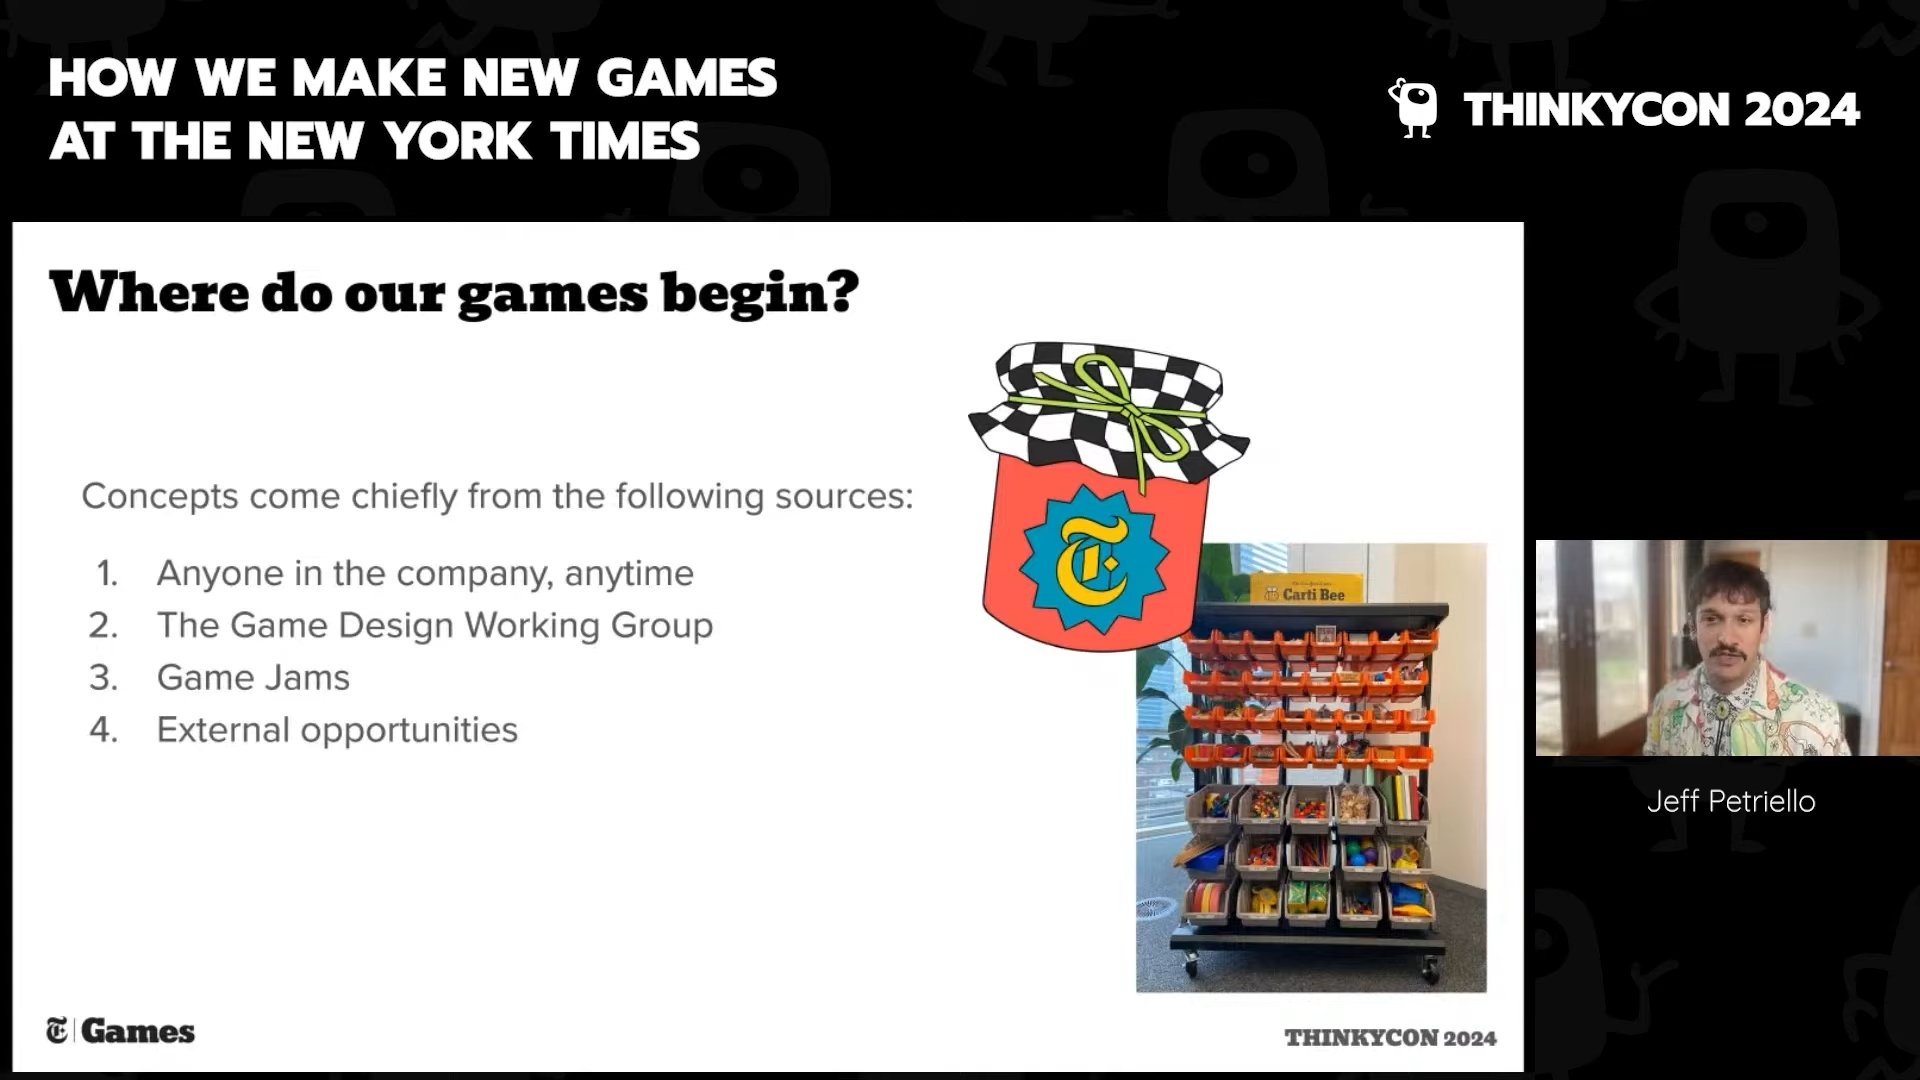 HOW WE MAKE NEW GAMES
AT THE NEW YORK TIMES
THINKYCON 2024
Where do our games begin?
Concepts come chiefly from the following sources:
1. Anyone in the company, anytime
2. The Game Design Working Group
3. Game Jams
4. External opportunities
T
Carti Bee
Jeff Petriello
T | Games
THINKYCON 2024